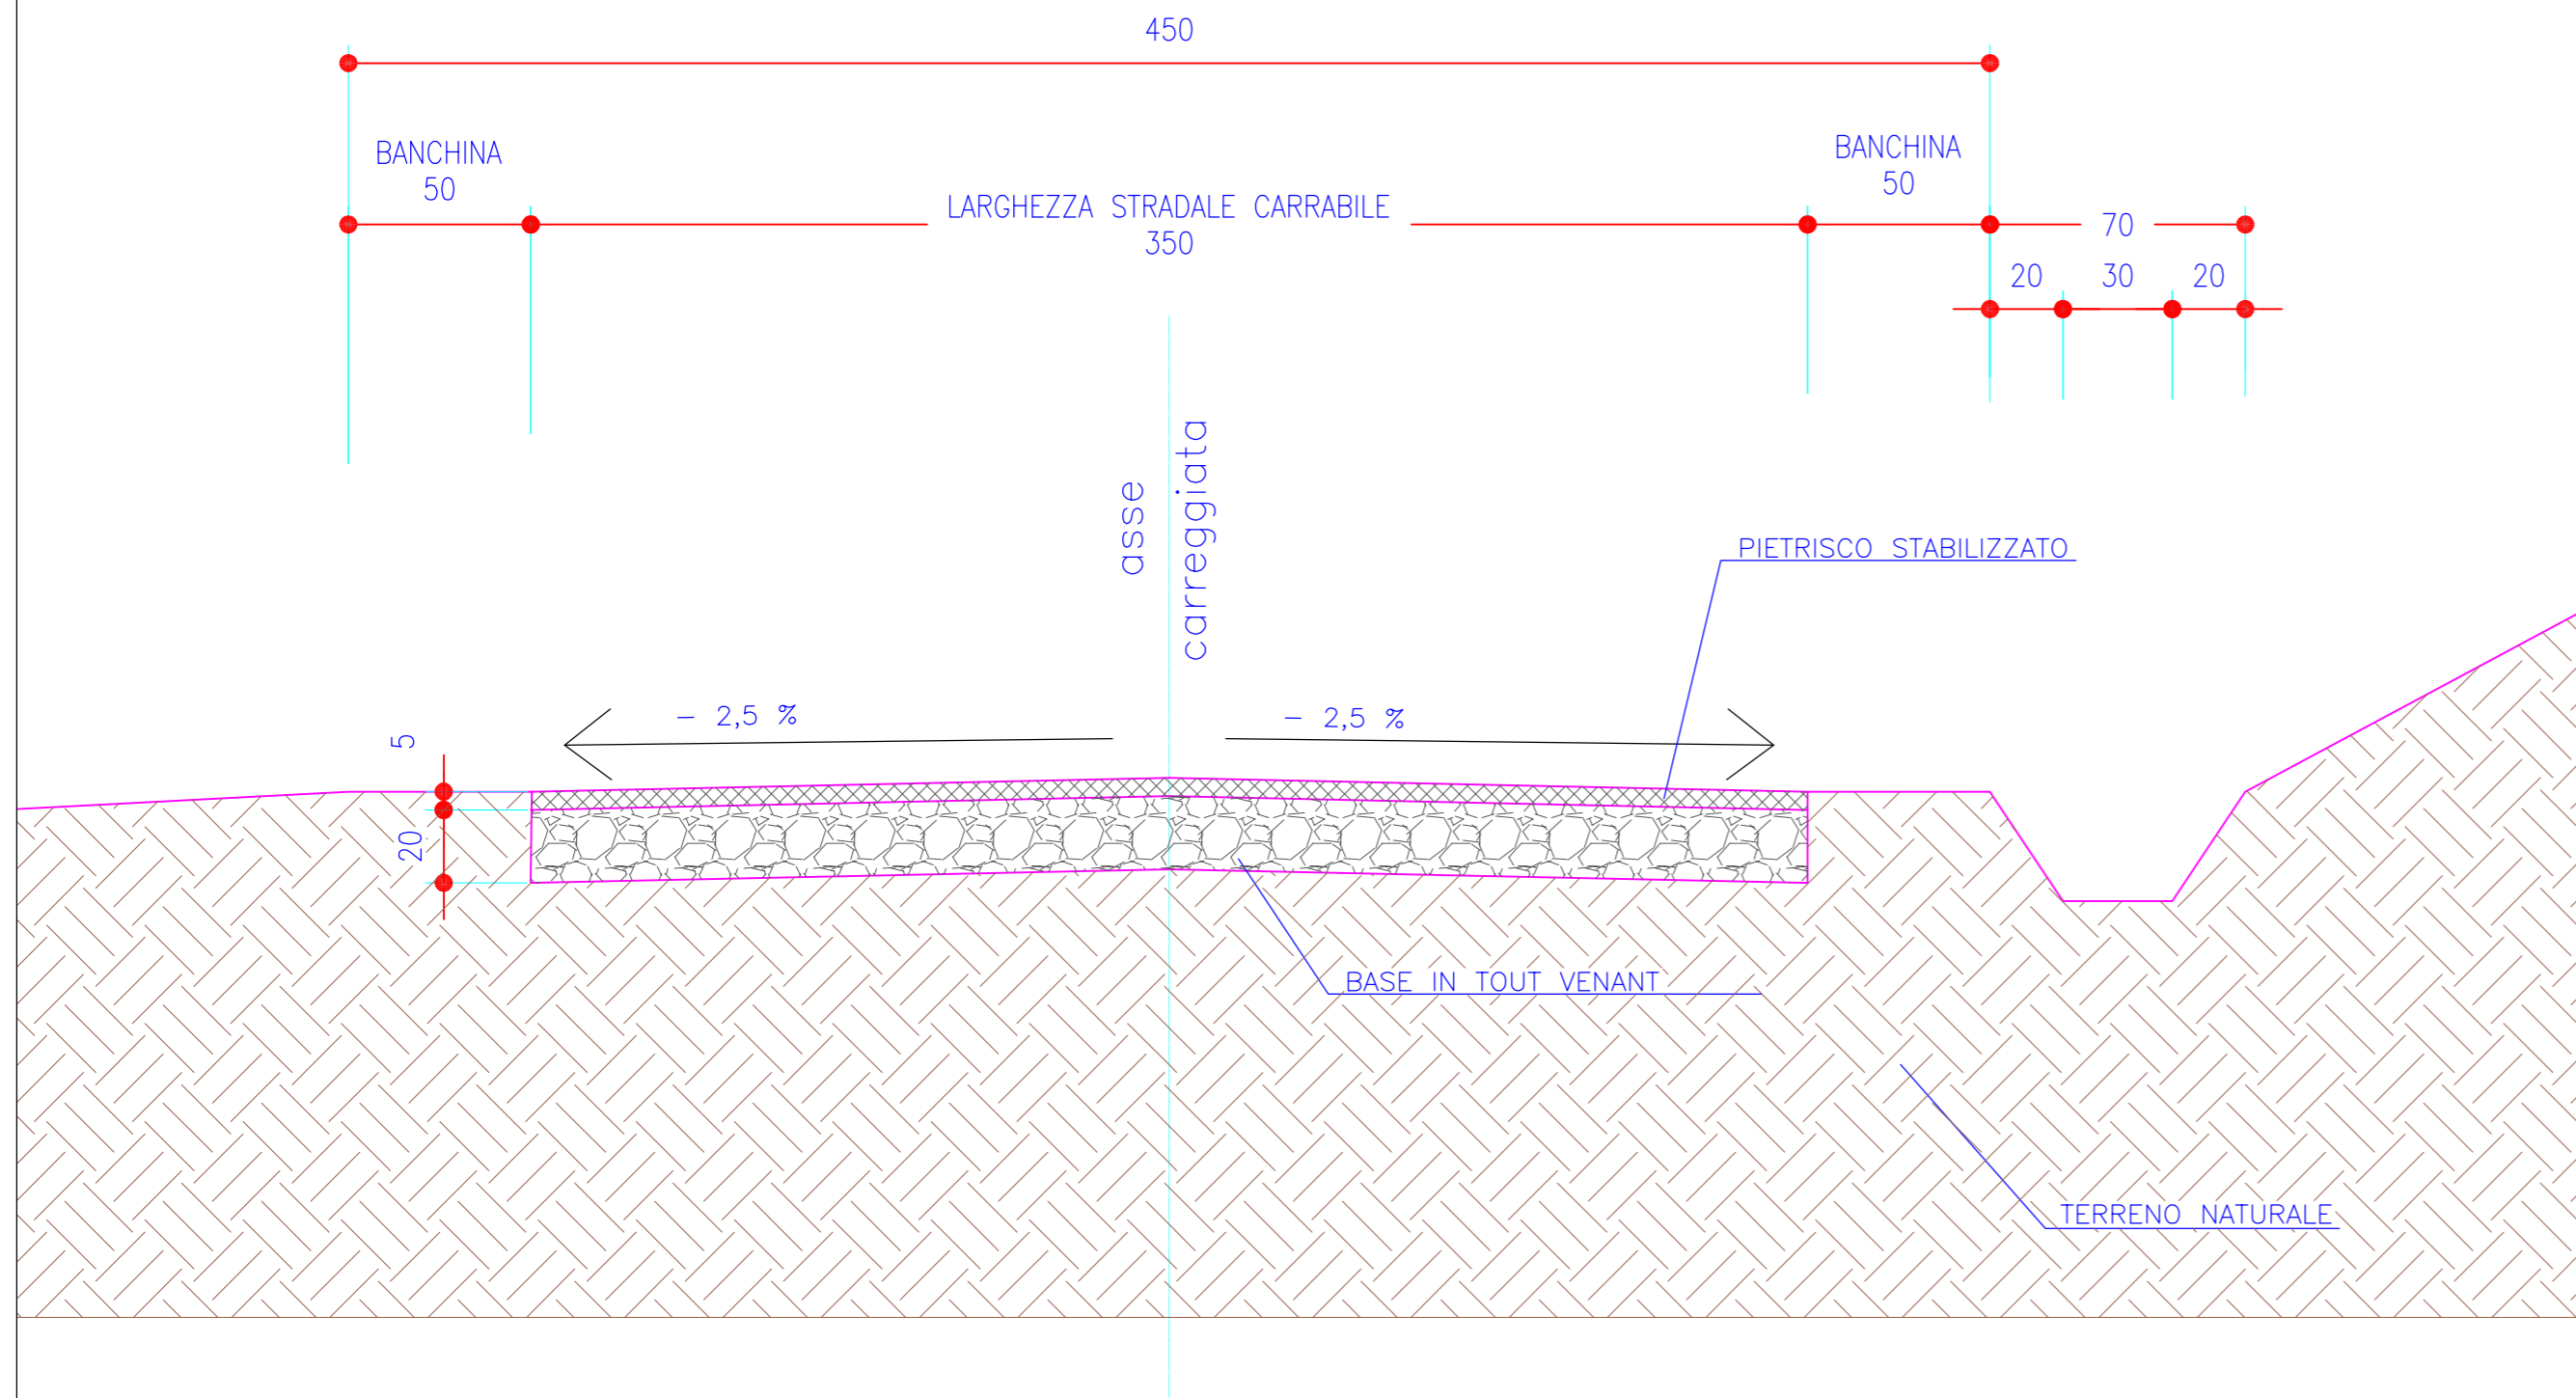 450
BANCHINA
50
BANCHINA
50
LARGHEZZA STRADALE CARRABILE
350
70
20
30
20
asse
carreggiata
PIETRISCO STABILIZZATO
- 2,5 %
- 2,5 %
5
20
BASE IN TOUT VENANT
TERRENO NATURALE